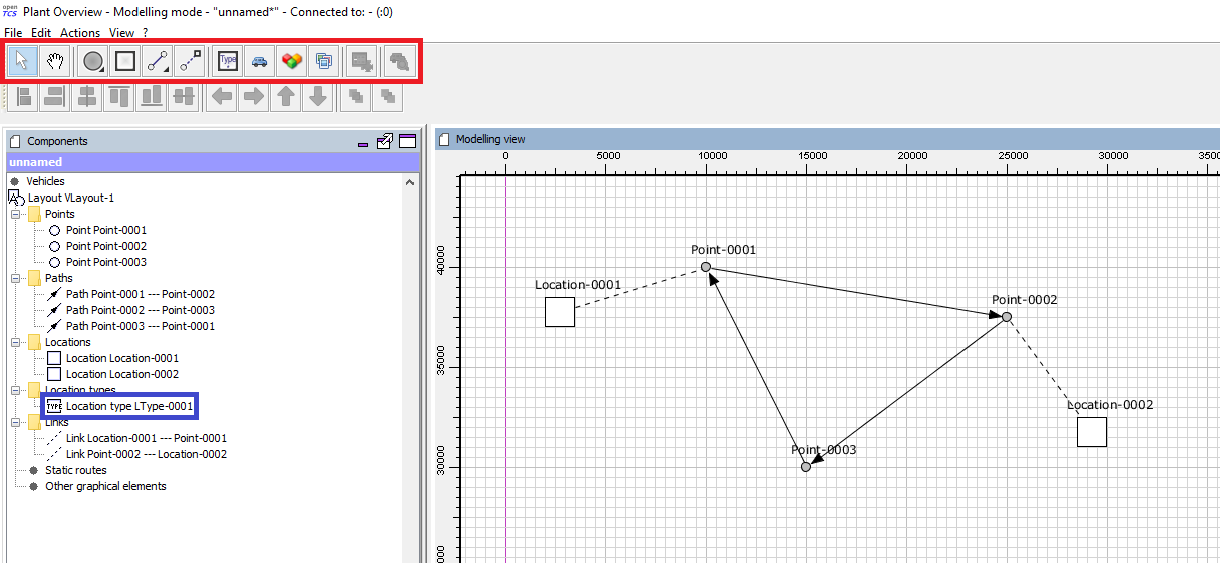 open TCS Plant Overview - Modelling mode - "unnamed*" - Connected to: - (:0)
File Edit Actions View ?
Type
Components
Modelling view
unnamed
0 5000 10000 15000 20000 25000 30000 3500
Vehicles
Layout VLayout-1
Points
Point Point-0001
Point Point-0002
Point Point-0003
Paths
Path Point-0001 --- Point-0002
Path Point-0002 --- Point-0003
Path Point-0003 --- Point-0001
Locations
Location Location-0001
Location Location-0002
Location types
TYPE Location type LType-0001
Links
Link Location-0001 --- Point-0001
Link Point-0002 --- Location-0002
Static routes
Other graphical elements
40000
35000
30000
Point-0001
Location-0001
Point-0002
Location-0002
Point-0003